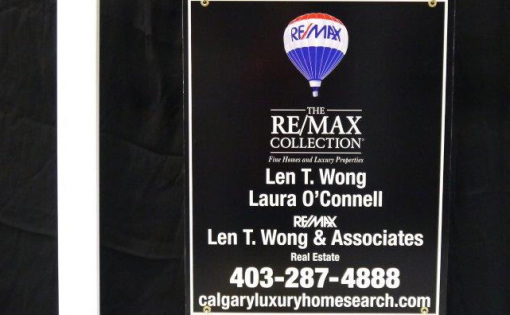 RE/MAX
THE
RE/MAX
COLLECTION
Fine Homes and Luxury Properties
Len T. Wong
Laura O'Connell
RE/MAX
Len T. Wong & Associates
Real Estate
403-287-4888
calgaryluxuryhomesearch.com